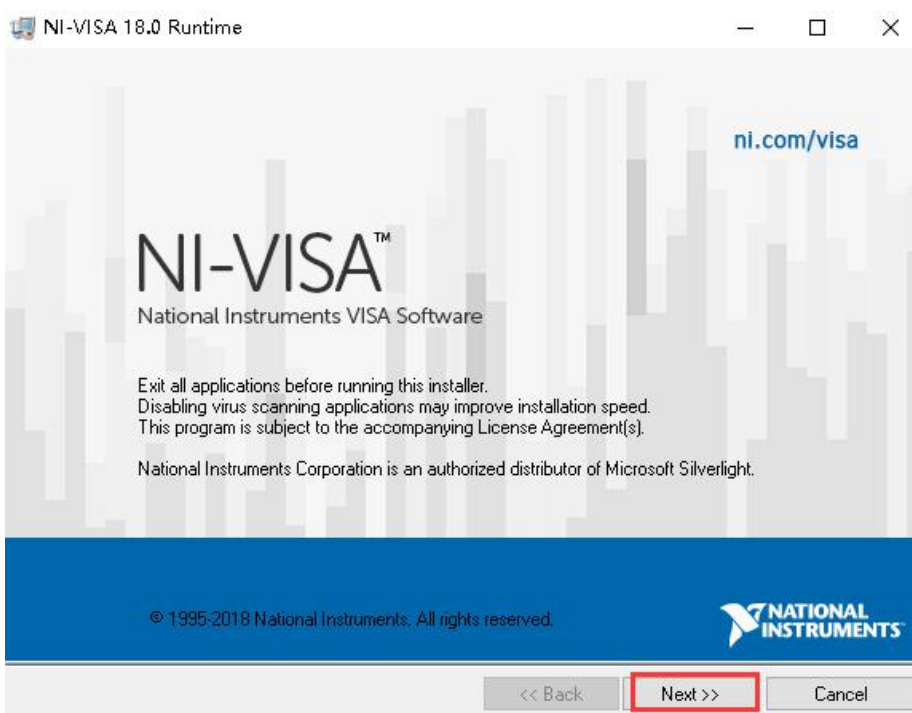 NI-VISA 18.0 Runtime
ni.com/visa
NI-VISA™
National Instruments VISA Software
Exit all applications before running this installer.
Disabling virus scanning applications may improve installation speed.
This program is subject to the accompanying License Agreement(s).
National Instruments Corporation is an authorized distributor of Microsoft Silverlight.
© 1995-2018 National Instruments. All rights reserved.
NATIONAL
INSTRUMENTS
<< Back Next >> Cancel